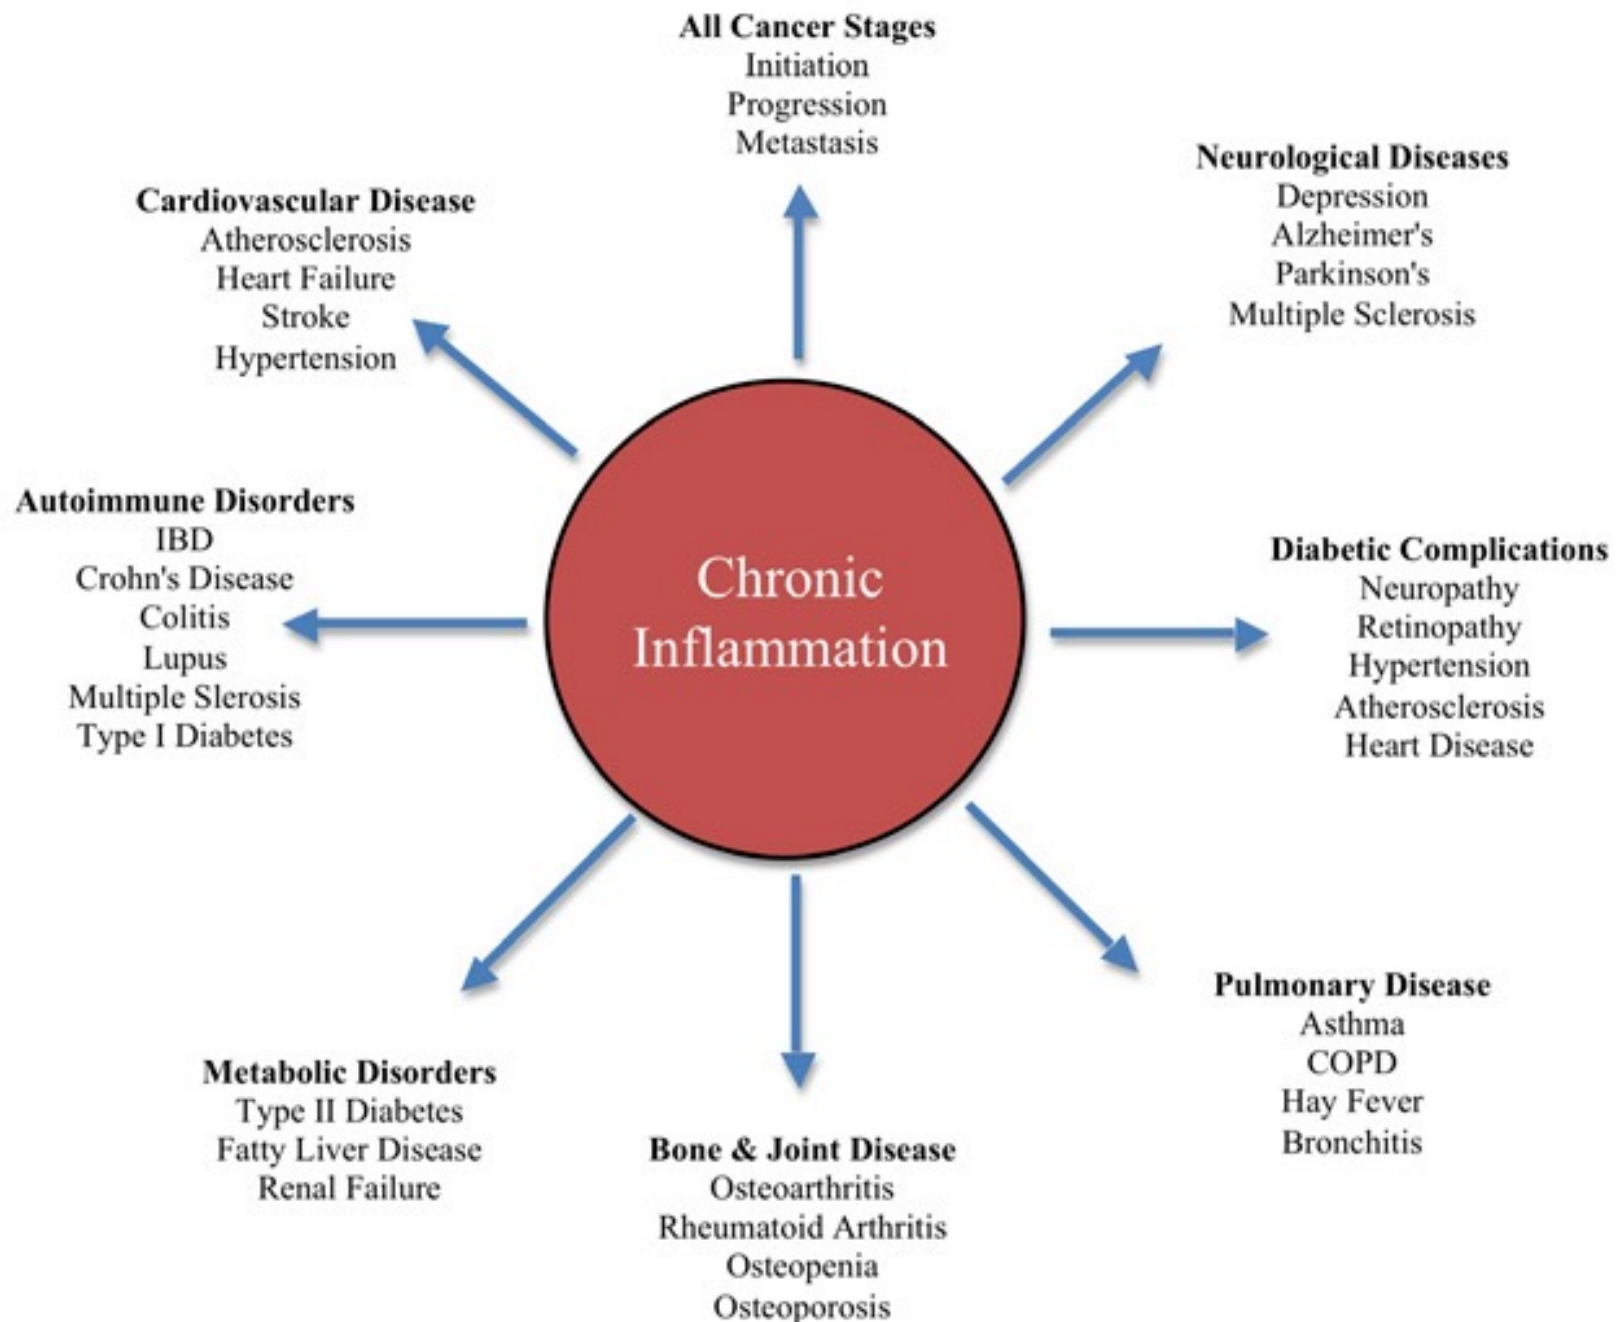 All Cancer Stages
Initiation
Progression
Metastasis
Neurological Diseases
Depression
Alzheimer's
Parkinson's
Multiple Sclerosis
Cardiovascular Disease
Atherosclerosis
Heart Failure
Stroke
Hypertension
Autoimmune Disorders
IBD
Crohn's Disease
Colitis
Lupus
Multiple Slerosis
Type I Diabetes
Chronic
Inflammation
Diabetic Complications
Neuropathy
Retinopathy
Hypertension
Atherosclerosis
Heart Disease
Pulmonary Disease
Asthma
COPD
Hay Fever
Bronchitis
Metabolic Disorders
Type II Diabetes
Fatty Liver Disease
Renal Failure
Bone & Joint Disease
Osteoarthritis
Rheumatoid Arthritis
Osteopenia
Osteoporosis